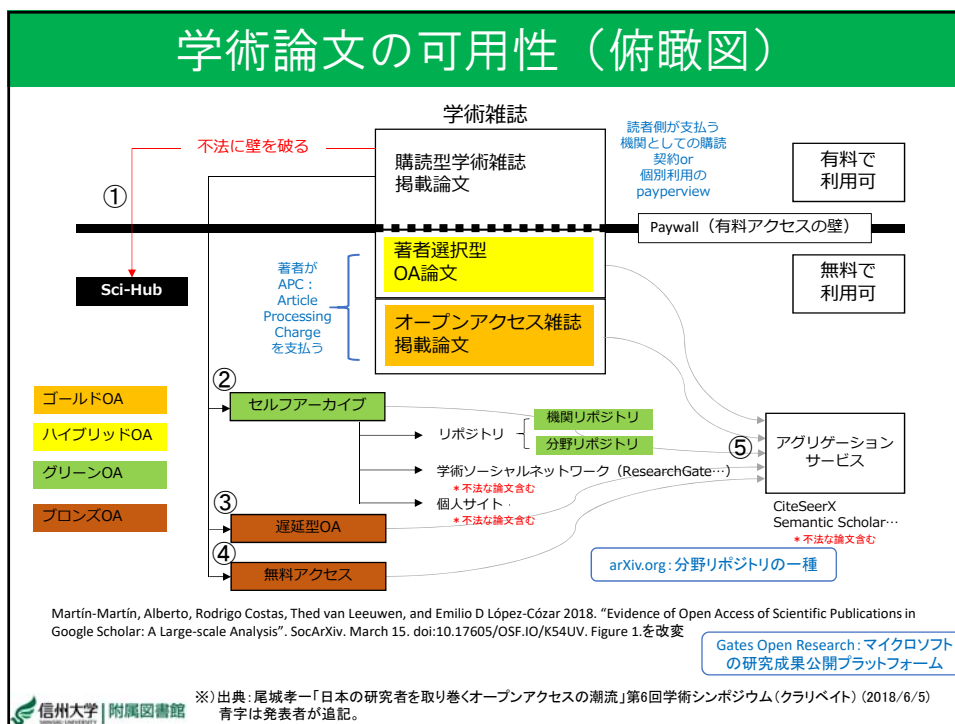 学術論文の可用性（俯瞰図）
学術雑誌
不法に壁を破る
購読型学術雑誌
掲載論文
読者側が支払う
機関としての購読
契約or
個別利用の
payperview
有料で
利用可
①
Paywall（有料アクセスの壁）
著者選択型
OA論文
無料で
利用可
Sci-Hub
著者が
APC：
Article
Processing
Charge
を支払う
オープンアクセス雑誌
掲載論文
②
セルフアーカイブ
ゴールドOA
ハイブリッドOA
グリーンOA
ブロンズOA
リポジトリ
機関リポジトリ
分野リポジトリ
学術ソーシャルネットワーク（ResearchGate…）
＊不法な論文含む
個人サイト
＊不法な論文含む
⑤
アグリゲーション
サービス
CiteSeerX
Semantic Scholar…
＊不法な論文含む
③
遅延型OA
④
無料アクセス
arXiv.org：分野リポジトリの一種
Martín-Martín, Alberto, Rodrigo Costas, Thed van Leeuwen, and Emilio D López-Cózar 2018. “Evidence of Open Access of Scientific Publications in
Google Scholar: A Large-scale Analysis”. SocArXiv. March 15. doi:10.17605/OSF.IO/K54UV. Figure 1.を改変
Gates Open Research：マイクロソフト
の研究成果公開プラットフォーム
信州大学 附属図書館
SHINSHU UNIVERSITY
※）出典：尾城孝一「日本の研究者を取り巻くオープンアクセスの潮流」第6回学術シンポジウム（クラリベイト）（2018/6/5）
青字は発表者が追記。